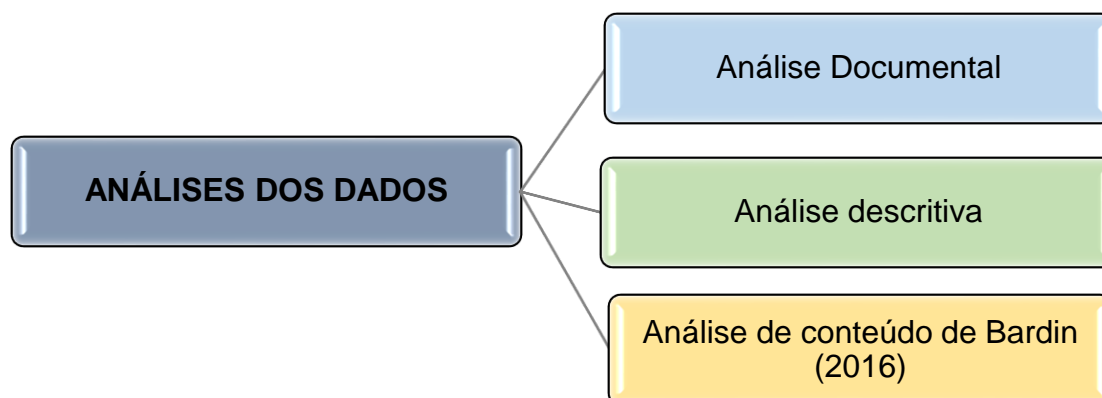 ANÁLISES DOS DADOS
Análise Documental
Análise descritiva
Análise de conteúdo de Bardin
(2016)